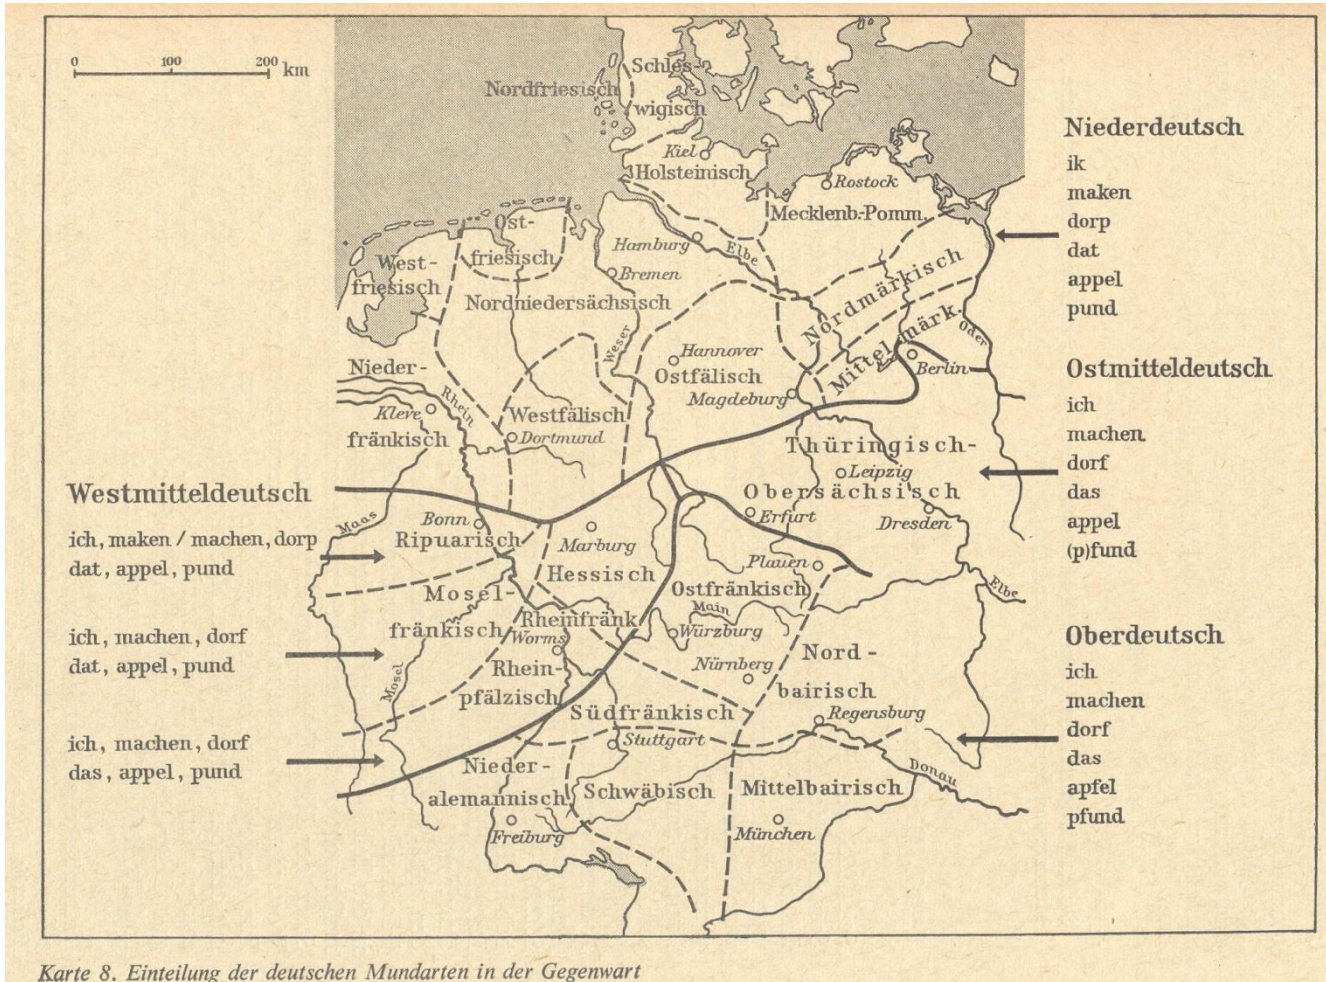 0 100 200 km
Schles-
wigisch
Nordfriesisch
Kiel
Holsteinisch
Rostock
Mecklenb.-Pomm.
Ost-
friesisch
Hamburg
Elbe
West-
friesisch
Bremen
Nordniedersächsisch
Nordmärkisch
Mittelmärk.
Oder
Berlin
Weser
Hannover
Ostfälisch
Magdeburg
Nieder-
fränkisch
Rhein
Kleve
Westfälisch
Dortmund
Thüringisch-
Obersächsisch
Leipzig
Erfurt
Dresden
Maas
Bonn
Ripuarisch
Marburg
Hessisch
Plauen
Elbe
Mosel-
fränkisch
Ostfränkisch
Main
Rheinfränk
Worms
Würzburg
Mosel
Rhein-
pfälzisch
Nürnberg
Nord-
bairisch
Südfränkisch
Regensburg
Stuttgart
Donau
Nieder-
alemannisch
Schwäbisch
Mittelbairisch
Freiburg
München
Westmitteldeutsch
ich, maken / machen, dorp
dat, appel, pund
ich, machen, dorf
dat, appel, pund
ich, machen, dorf
das, appel, pund
Niederdeutsch
ik
maken
dorp
dat
appel
pund
Ostmitteldeutsch
ich
machen
dorf
das
appel
(p)fund
Oberdeutsch
ich
machen
dorf
das
apfel
pfund
Karte 8. Einteilung der deutschen Mundarten in der Gegenwart